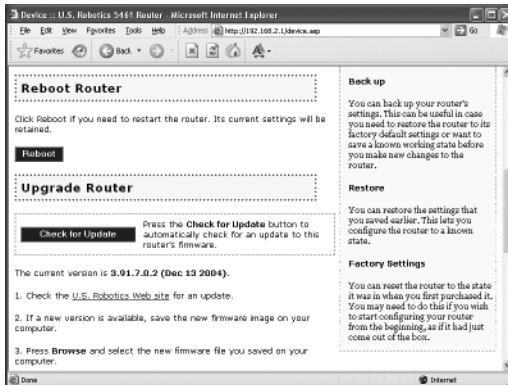 Device :: U.S. Robotics 5461 Router - Microsoft Internet Explorer
File Edit View Favorites Tools Help Address http://192.168.2.1/device.asp Go
Favorites Back
Reboot Router
Click Reboot if you need to restart the router. Its current settings will be
retained.
Reboot
Upgrade Router
Check for Update
Press the Check for Update button to
automatically check for an update to this
router's firmware.
The current version is 3.91.7.0.2 (Dec 13 2004).
1. Check the U.S. Robotics Web site for an update.
2. If a new version is available, save the new firmware image on your
computer.
3. Press Browse and select the new firmware file you saved on your
computer.
Back up
You can back up your router's
settings. This can be useful in case
you need to restore the router to its
factory default settings or want to
save a known working state before
you make new changes to the
router.
Restore
You can restore the settings that
you saved earlier. This lets you
configure the router to a known
state.
Factory Settings
You can reset the router to the state
it was in when you first purchased it.
You may need to do this if you wish
to start configuring your router
from the beginning, as if it had just
come out of the box.
Done Internet